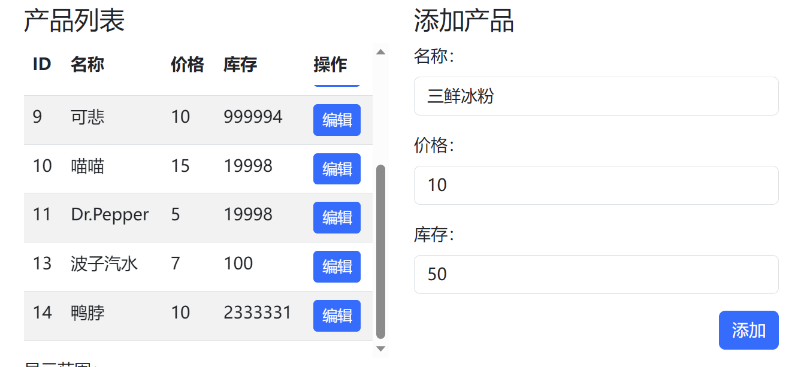 产品列表
ID 名称 价格 库存 操作
9 可悲 10 999994 编辑
10 喵喵 15 19998 编辑
11 Dr.Pepper 5 19998 编辑
13 波子汽水 7 100 编辑
14 鸭脖 10 2333331 编辑
添加产品
名称：
三鲜冰粉
价格：
10
库存：
50
添加